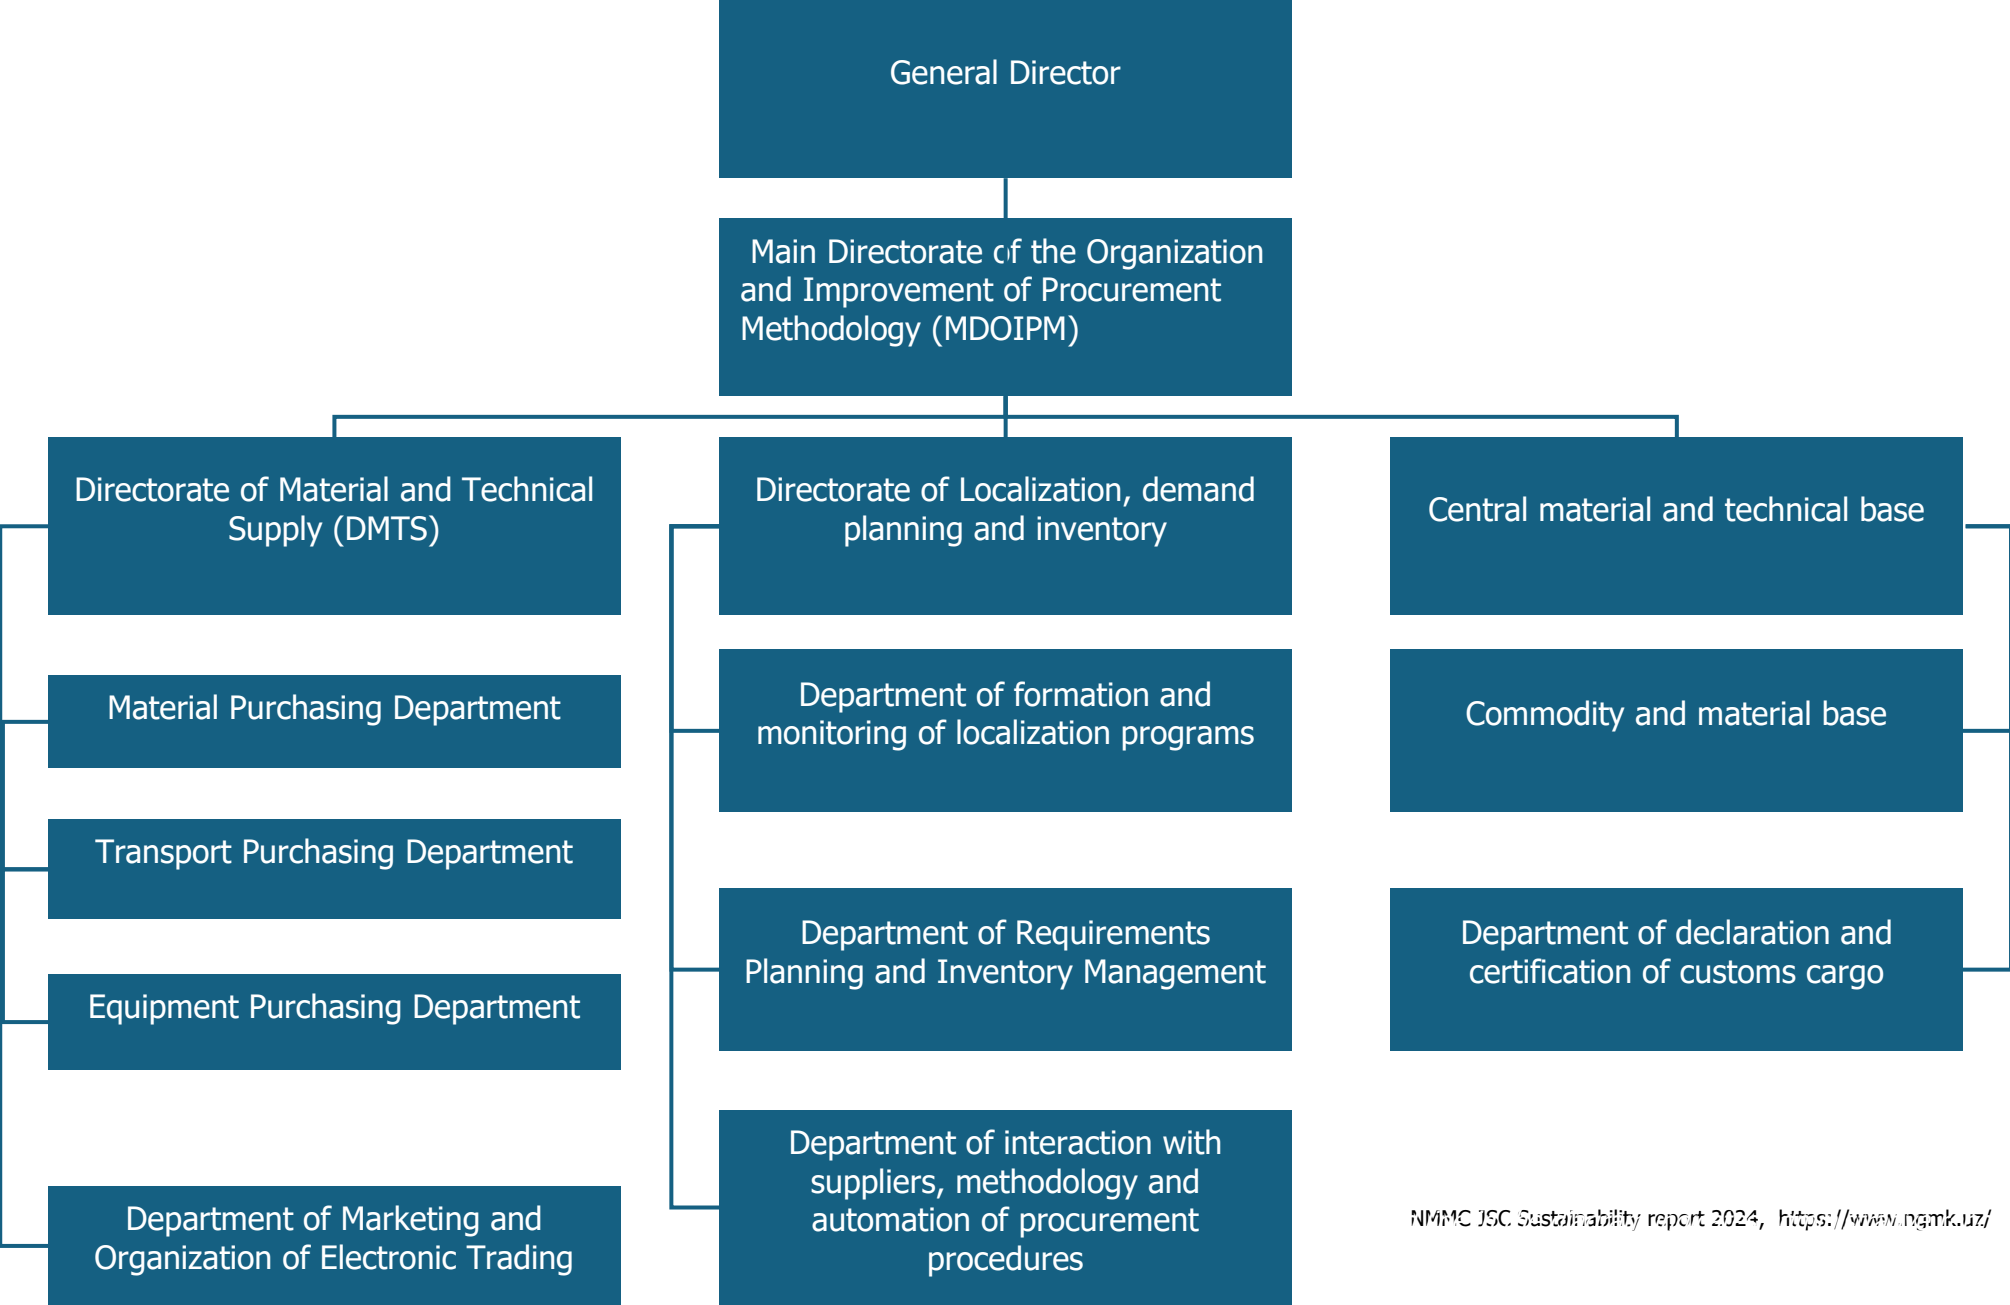 General Director
Main Directorate of the Organization
and Improvement of Procurement
Methodology (MDOIPM)
Directorate of Material and Technical
Supply (DMTS)
Directorate of Localization, demand
planning and inventory
Central material and technical base
Material Purchasing Department
Department of formation and
monitoring of localization programs
Commodity and material base
Transport Purchasing Department
Department of Requirements
Planning and Inventory Management
Department of declaration and
certification of customs cargo
Equipment Purchasing Department
Department of interaction with
suppliers, methodology and
automation of procurement
procedures
Department of Marketing and
Organization of Electronic Trading
NMMC JSC Sustainability report 2024, https://www.ngmk.uz/